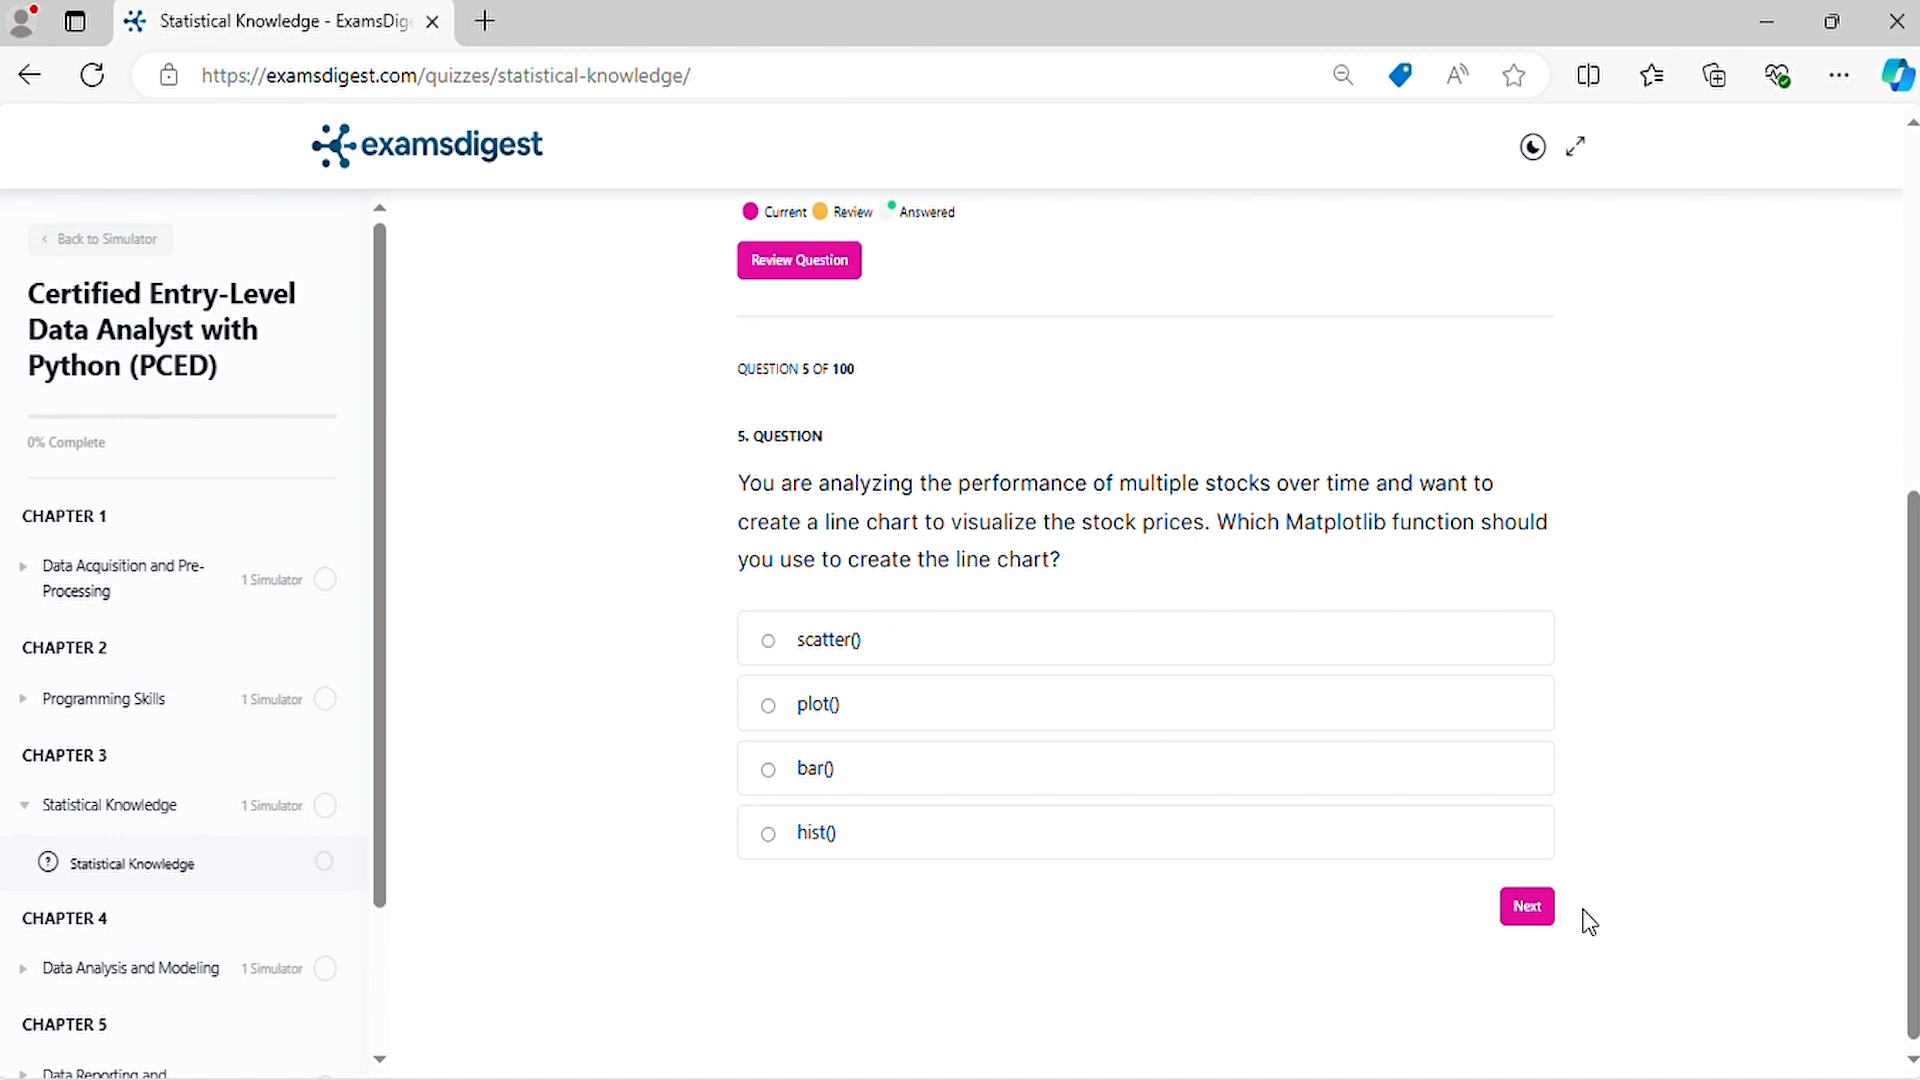 Statistical Knowledge - ExamsDig
https://examsdigest.com/quizzes/statistical-knowledge/
examsdigest
Back to Simulator
Certified Entry-Level
Data Analyst with
Python (PCED)
0% Complete
CHAPTER 1
Data Acquisition and Pre-
Processing
1 Simulator
CHAPTER 2
Programming Skills 1 Simulator
CHAPTER 3
Statistical Knowledge 1 Simulator
Statistical Knowledge
CHAPTER 4
Data Analysis and Modeling 1 Simulator
CHAPTER 5
Data Reporting and
Current Review Answered
Review Question
QUESTION 5 OF 100
5. QUESTION
You are analyzing the performance of multiple stocks over time and want to
create a line chart to visualize the stock prices. Which Matplotlib function should
you use to create the line chart?
scatter()
plot()
bar()
hist()
Next